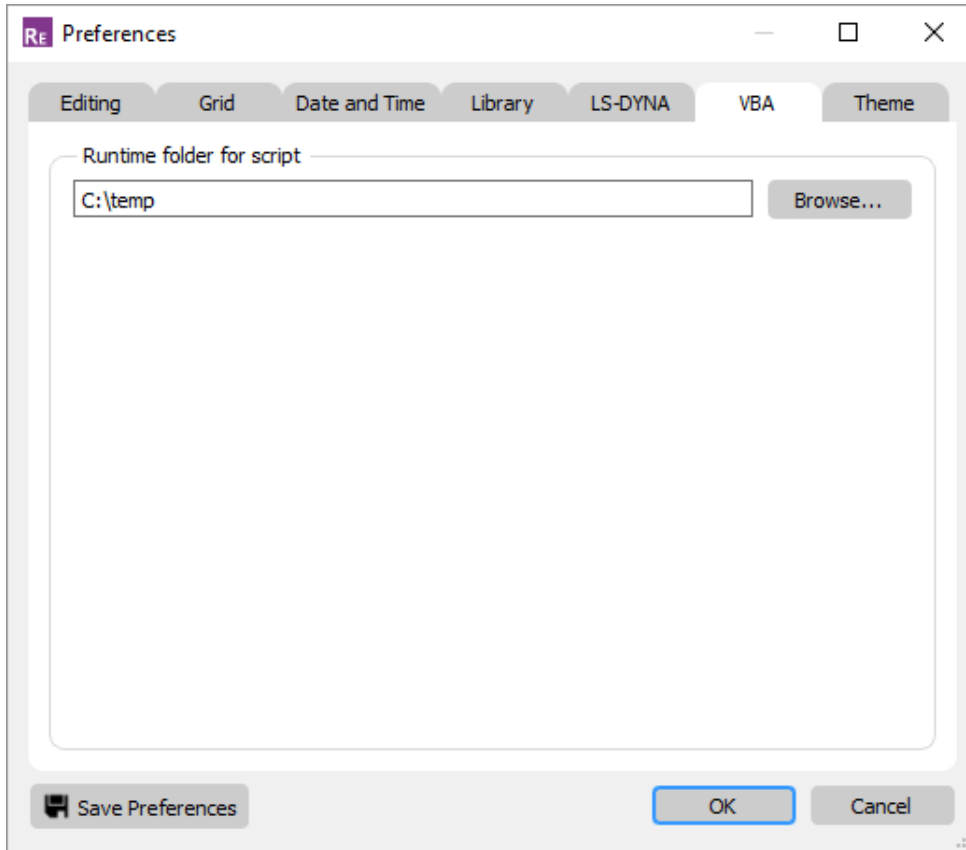 RE Preferences
Editing Grid Date and Time Library LS-DYNA VBA Theme
Runtime folder for script
C:\temp Browse...
Save Preferences OK Cancel